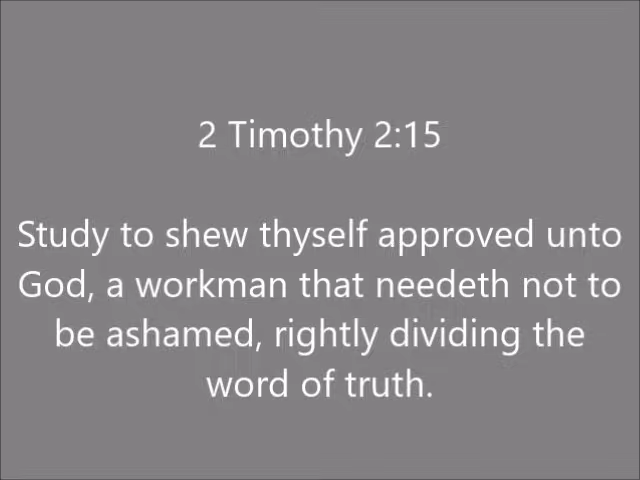 2 Timothy 2:15
Study to shew thyself approved unto
God, a workman that needeth not to
be ashamed, rightly dividing the
word of truth.